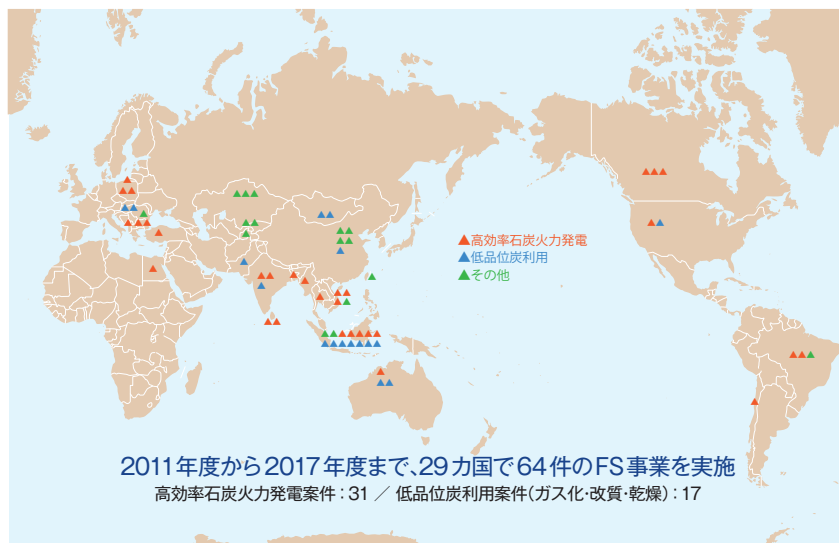 ▲高効率石炭火力発電
▲低品位炭利用
▲その他
2011年度から2017年度まで、29カ国で64件のFS事業を実施
高効率石炭火力発電案件：31 ／ 低品位炭利用案件(ガス化・改質・乾燥)：17